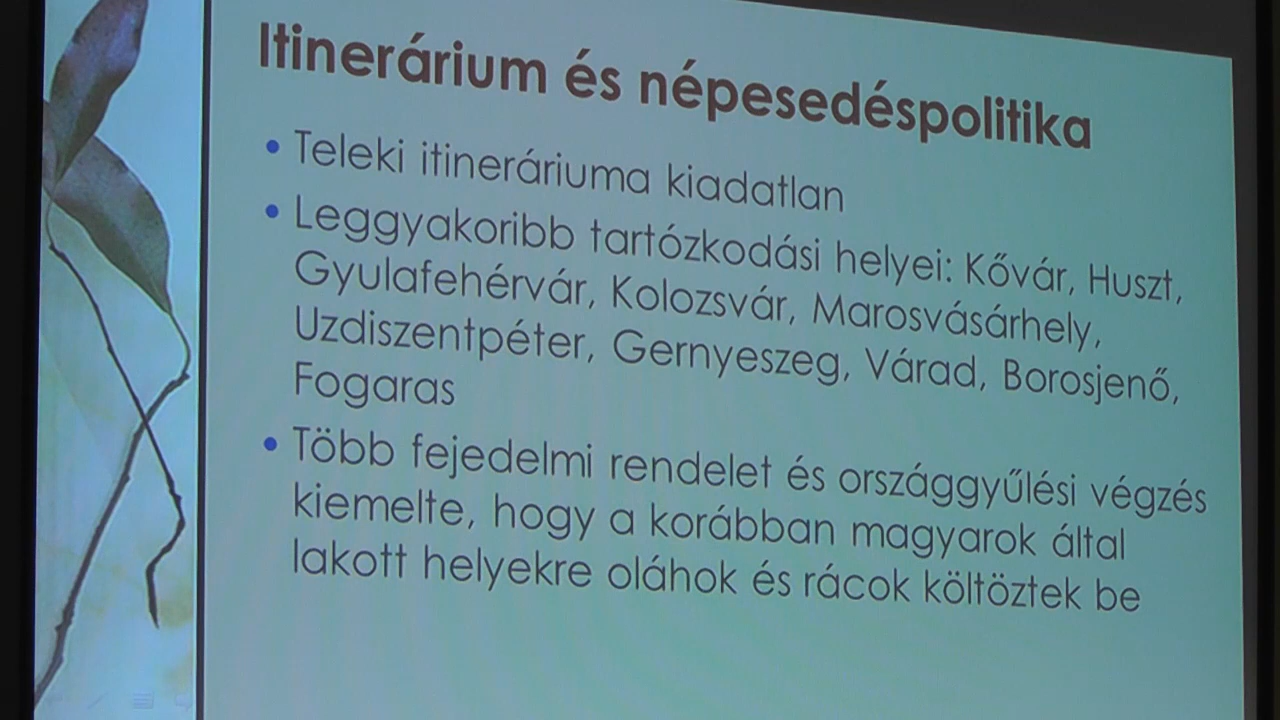 Itinerárium és népesedéspolitika
• Teleki itineráriuma kiadatlan
• Leggyakoribb tartózkodási helyei: Kővár, Huszt,
Gyulafehérvár, Kolozsvár, Marosvásárhely,
Uzdiszentpéter, Gernyeszeg, Várad, Borosjenő,
Fogaras
• Több fejedelmi rendelet és országgyűlési végzés
kiemelte, hogy a korábban magyarok által
lakott helyekre oláhok és rácok költöztek be